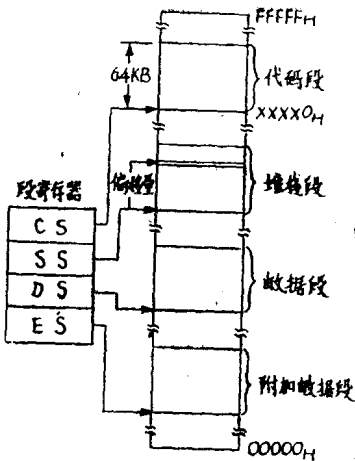 FFFFFH
64KB
代码段
XXXX0H
偏移量
堆栈段
段寄存器
CS
SS
DS
ES
数据段
附加数据段
00000H